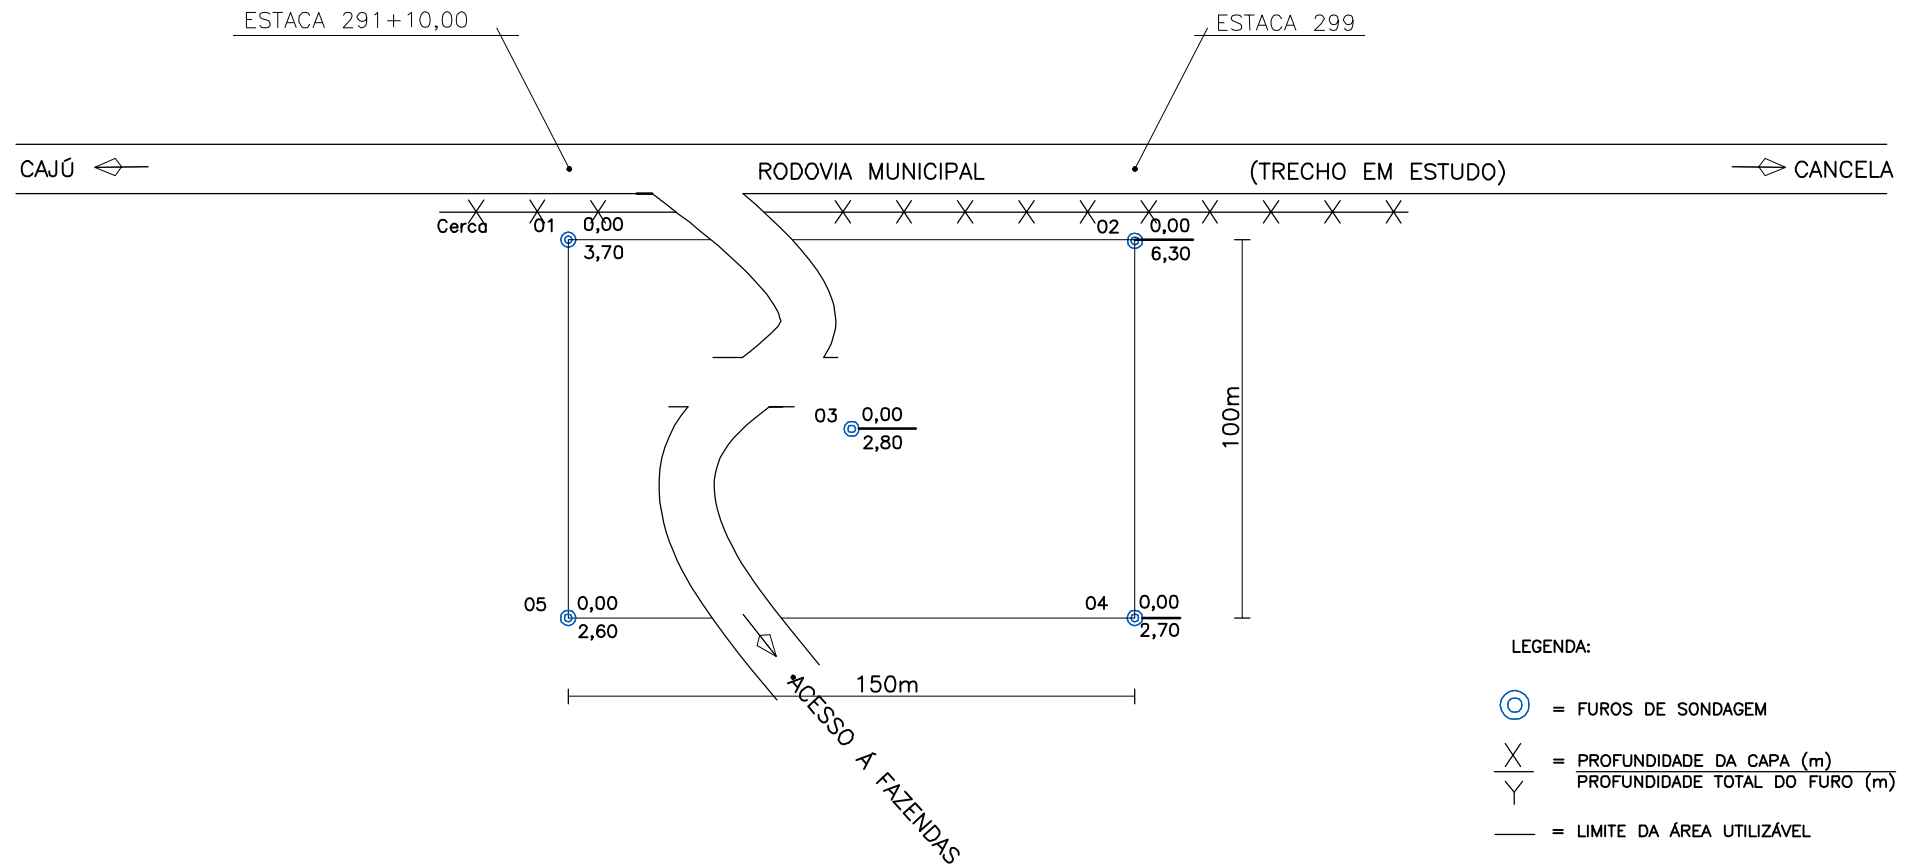 ESTACA 291+10,00
ESTACA 299
CAJÚ
RODOVIA MUNICIPAL
(TRECHO EM ESTUDO)
CANCELA
Cerca
01
0,00
3,70
02
0,00
6,30
03
0,00
2,80
100m
05
0,00
2,60
04
0,00
2,70
150m
ACESSO Á FAZENDAS
LEGENDA:
= FUROS DE SONDAGEM
X
Y
= PROFUNDIDADE DA CAPA (m)
PROFUNDIDADE TOTAL DO FURO (m)
= LIMITE DA ÁREA UTILIZÁVEL